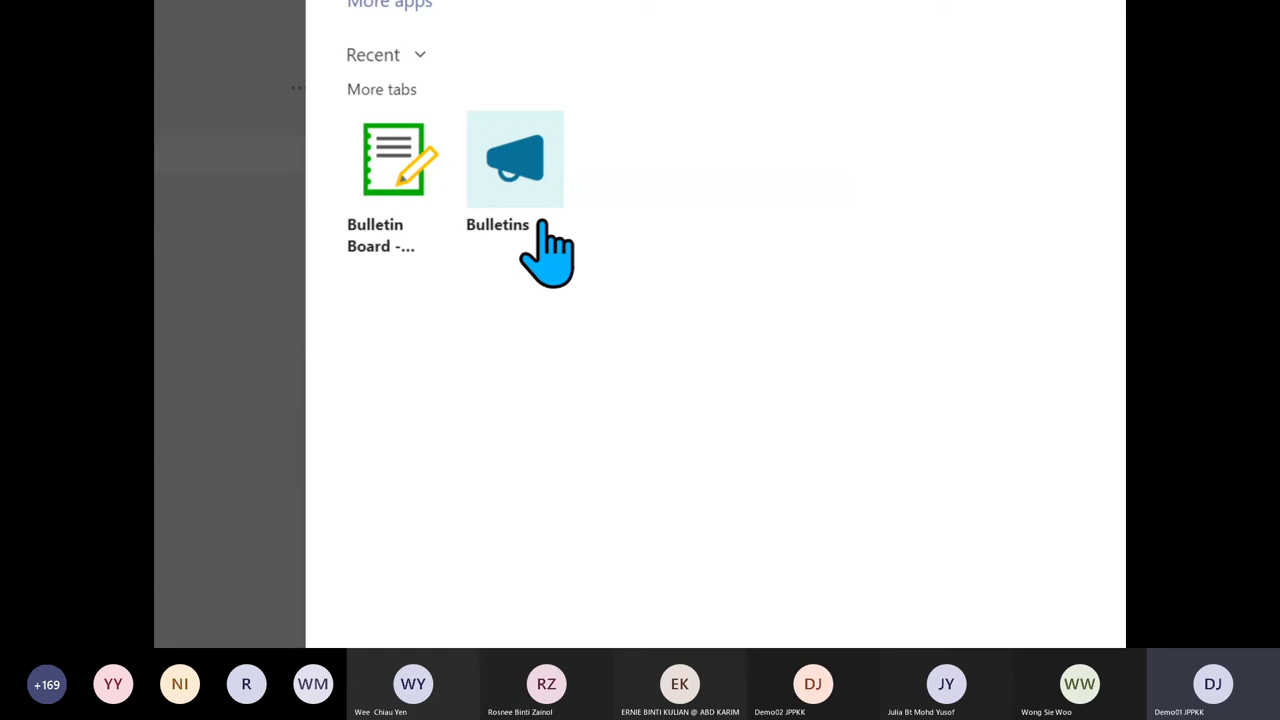 More apps
Recent
More tabs
Bulletin
Board -...
Bulletins
+169
YY
NI
R
WM
WY
RZ
EK
DJ
JY
WW
DJ
Wee Chiau Yen
Rosnee Binti Zainol
ERNIE BINTI KULIAN @ ABD KARIM
Demo02 JPPKK
Julia Bt Mohd Yusof
Wong Sie Woo
Demo01 JPPKK